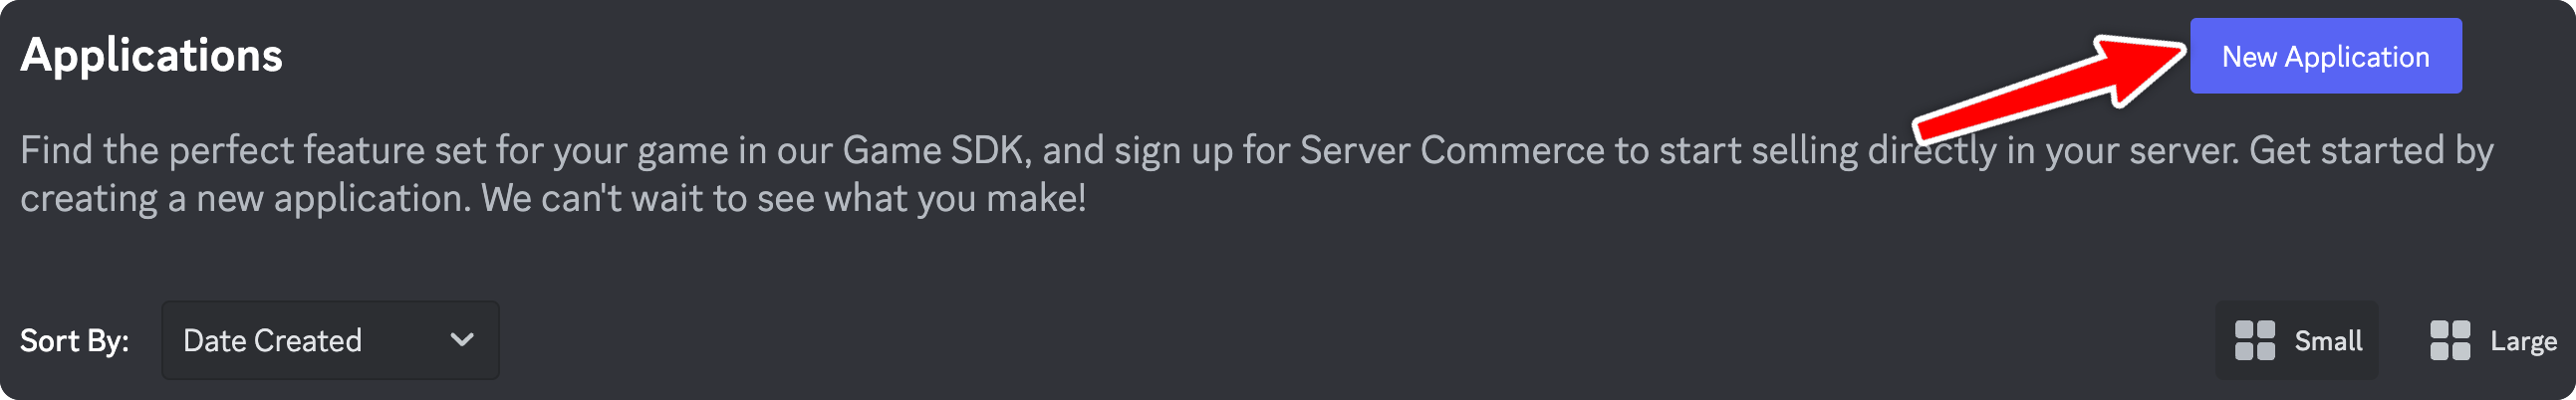 Applications
New Application
Find the perfect feature set for your game in our Game SDK, and sign up for Server Commerce to start selling directly in your server. Get started by
creating a new application. We can't wait to see what you make!
Sort By:
Date Created
Small
Large